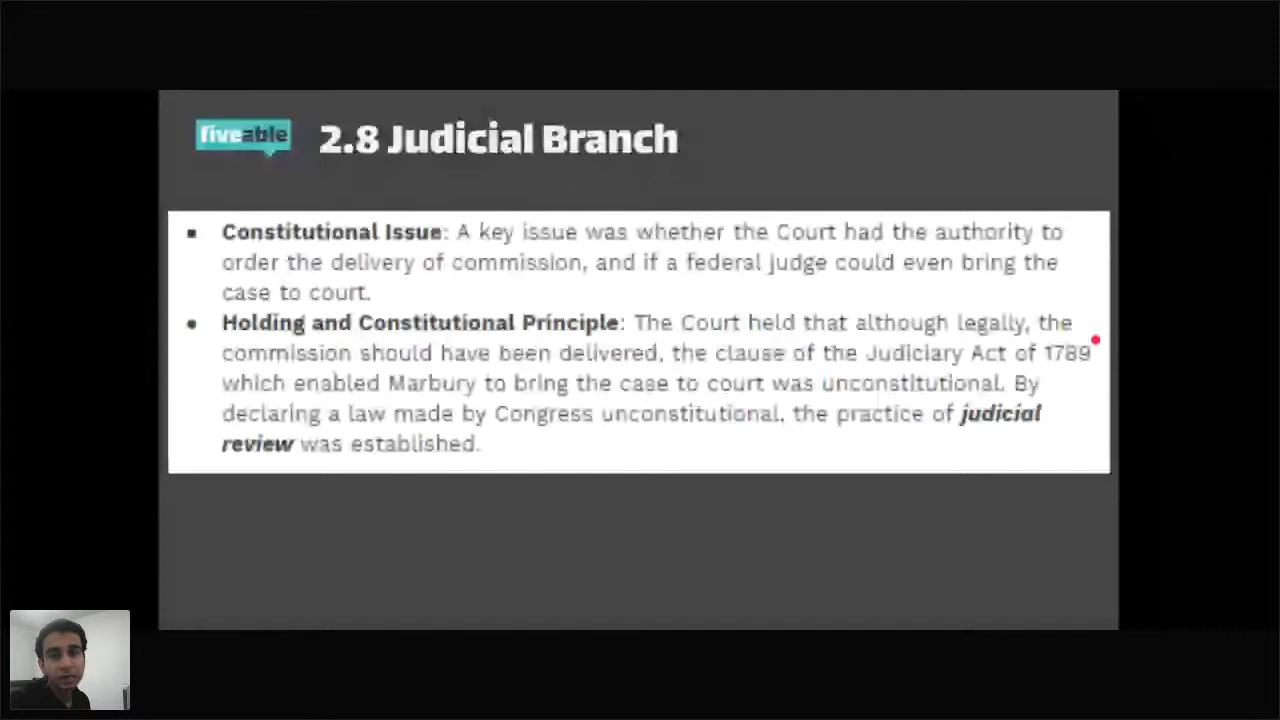 fiveable
2.8 Judicial Branch
Constitutional Issue: A key issue was whether the Court had the authority to
order the delivery of commission, and if a federal judge could even bring the
case to court.
Holding and Constitutional Principle: The Court held that although legally, the
commission should have been delivered, the clause of the Judiciary Act of 1789
which enabled Marbury to bring the case to court was unconstitutional. By
declaring a law made by Congress unconstitutional, the practice of judicial
review was established.